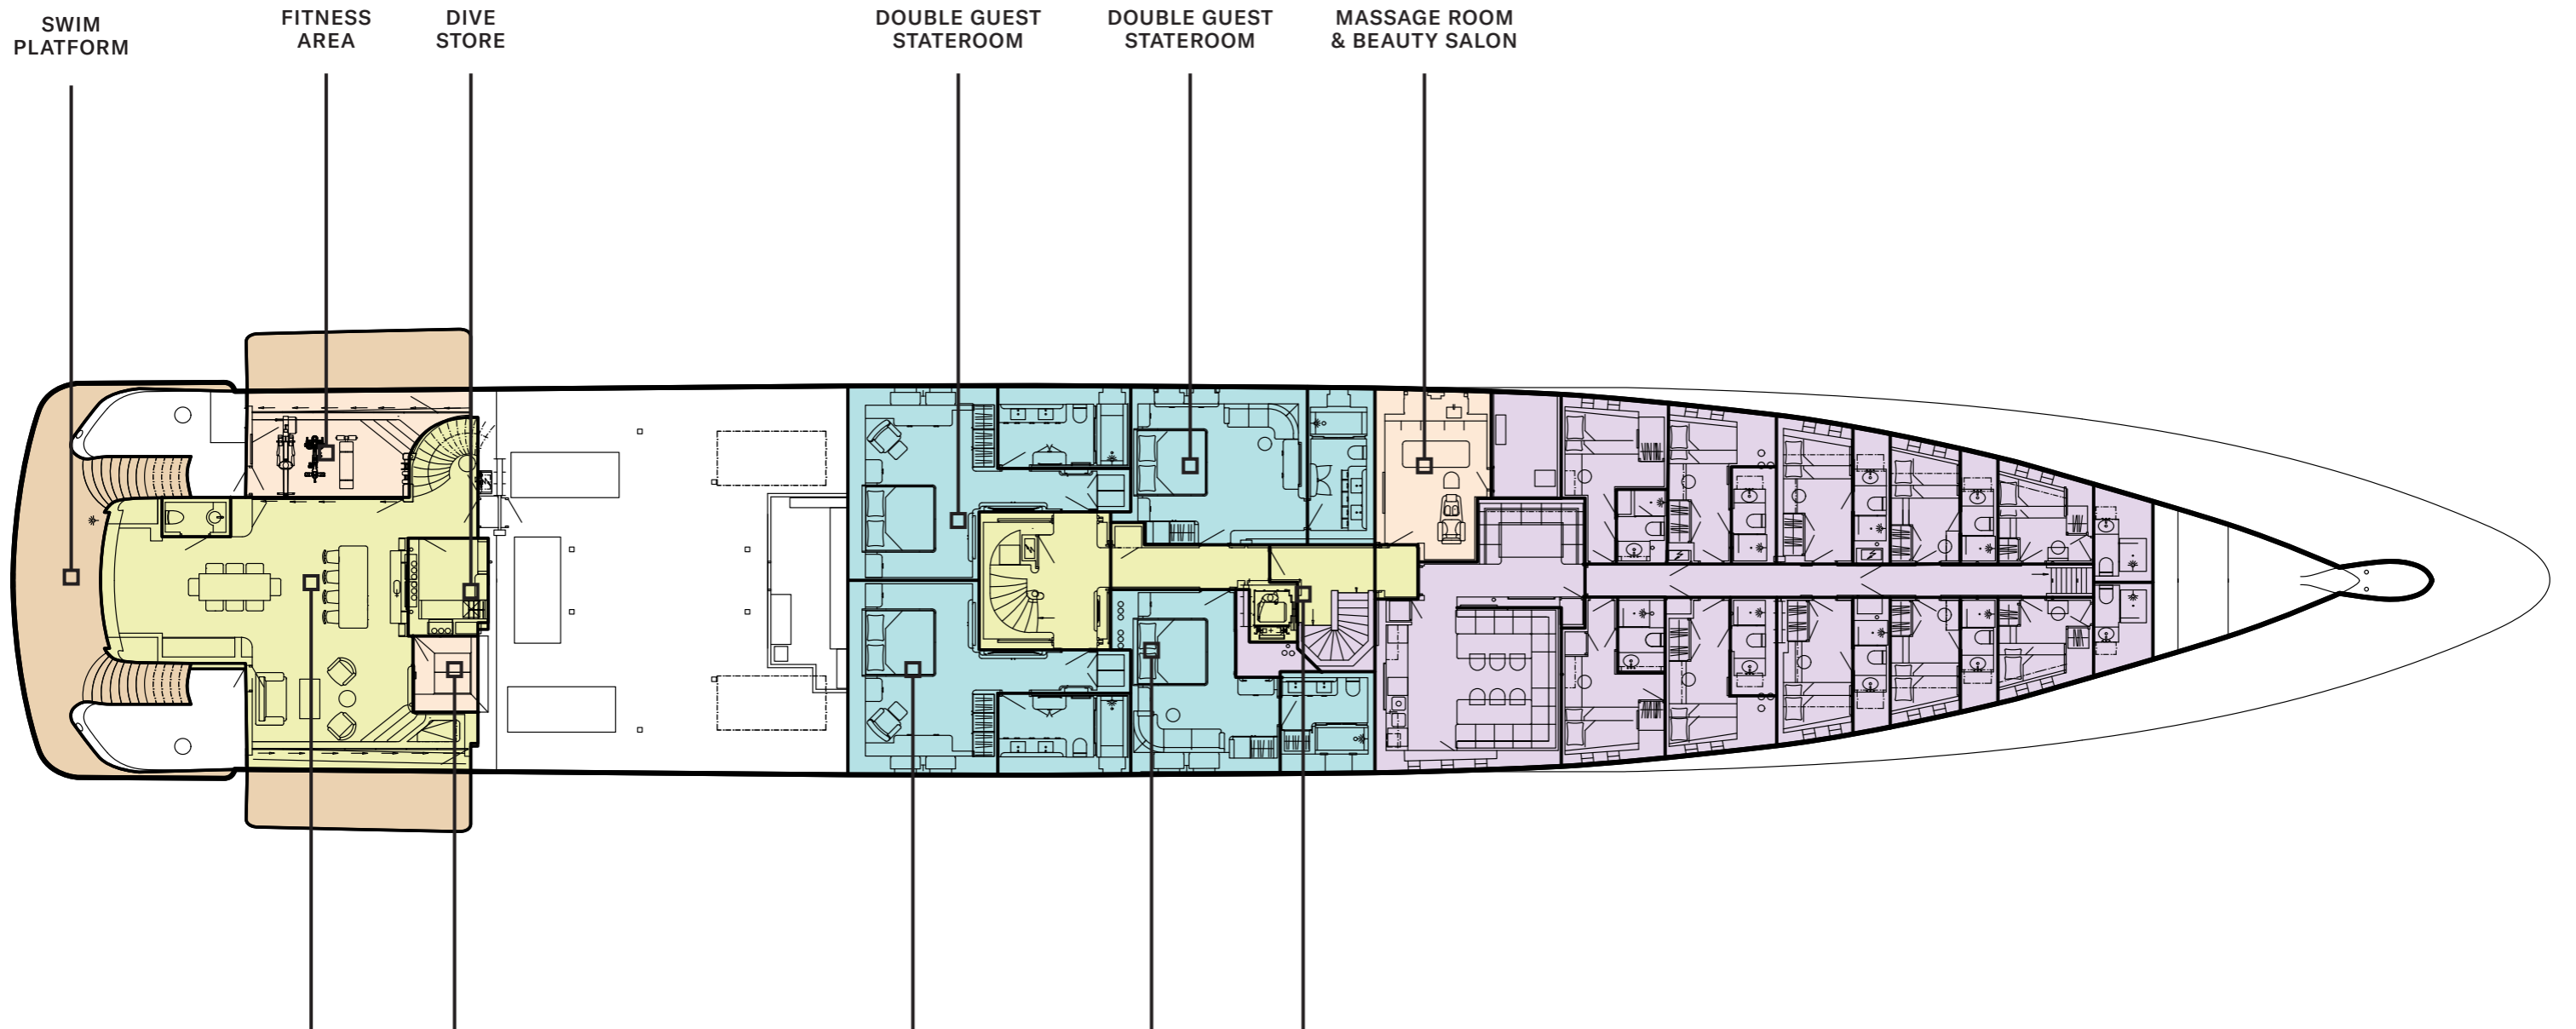 SWIM
PLATFORM
FITNESS
AREA
DIVE
STORE
DOUBLE GUEST
STATEROOM
DOUBLE GUEST
STATEROOM
MASSAGE ROOM
& BEAUTY SALON